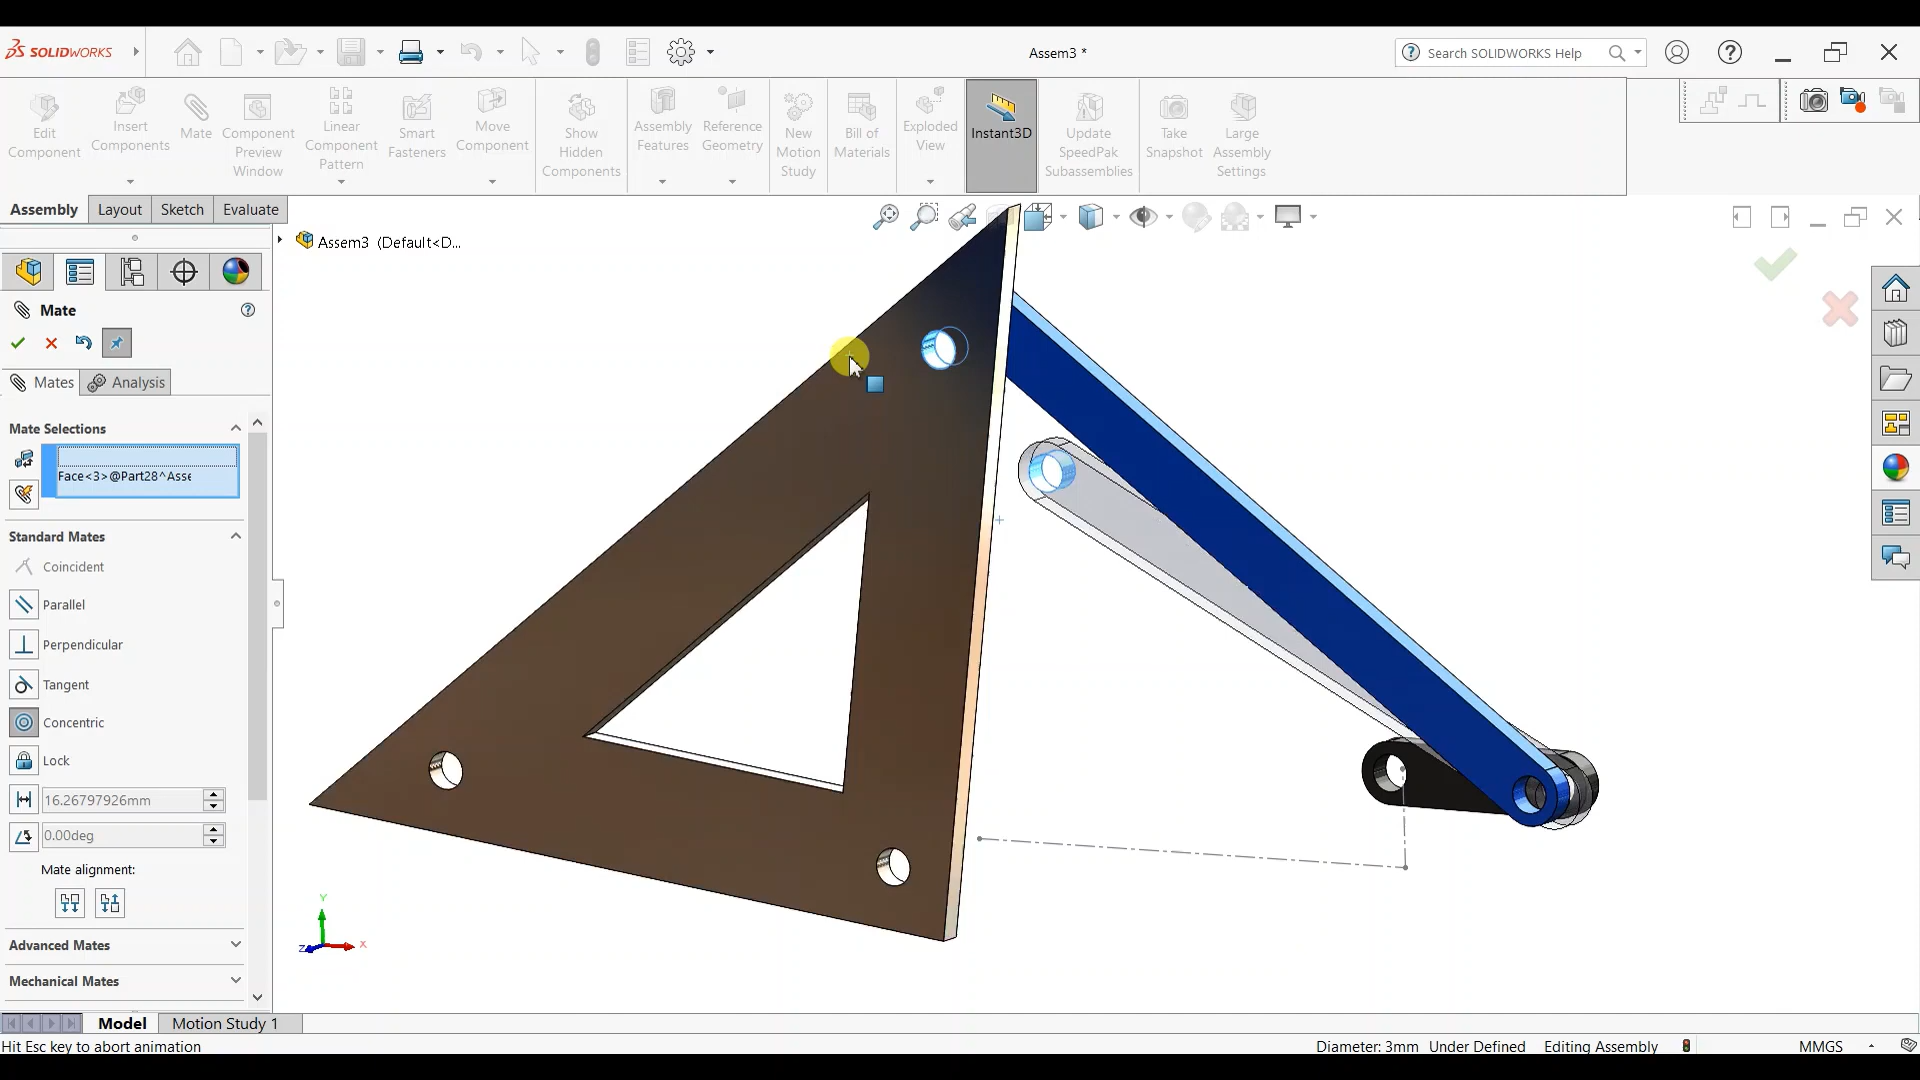 SOLIDWORKS
Assem3 *
Search SOLIDWORKS Help
Edit Component
Insert Components
Mate
Component Preview Window
Linear Component Pattern
Smart Fasteners
Move Component
Show Hidden Components
Assembly Features
Reference Geometry
New Motion Study
Bill of Materials
Exploded View
Instant3D
Update SpeedPak Subassemblies
Take Snapshot
Large Assembly Settings
Assembly
Layout
Sketch
Evaluate
Assem3 (Default<D...
Mate
Mates
Analysis
Mate Selections
Face<3>@Part28^Asse
Standard Mates
Coincident
Parallel
Perpendicular
Tangent
Concentric
Lock
16.26797926mm
0.00deg
Mate alignment:
Advanced Mates
Mechanical Mates
Y
Z
X
Model
Motion Study 1
Hit Esc key to abort animation
Diameter: 3mm
Under Defined
Editing Assembly
MMGS